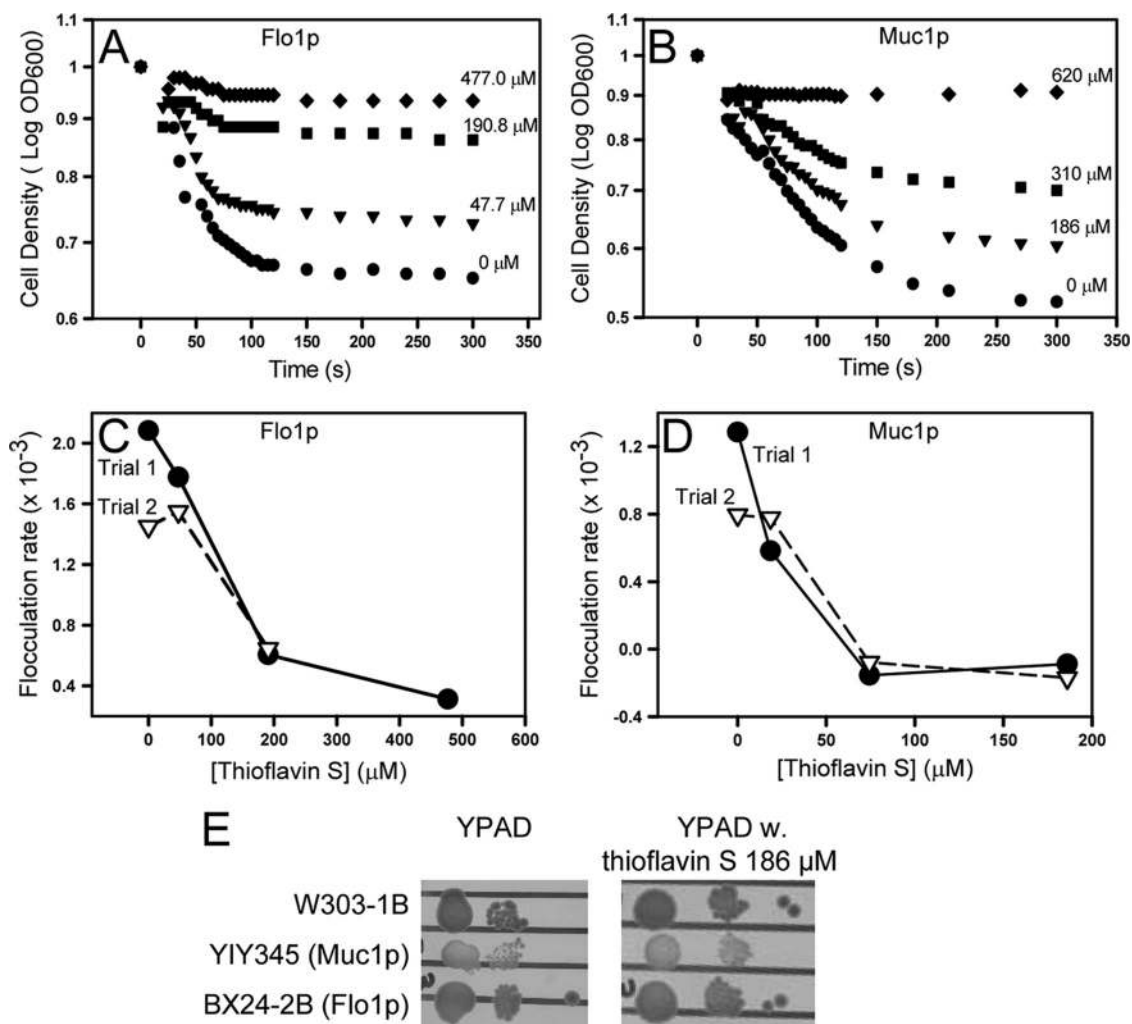 A
Flo1p
Cell Density ( Log OD600)
1.1
1
0.9
0.8
0.7
0.6
477.0 μM
190.8 μM
47.7 μM
0 μM
0 50 100 150 200 250 300 350
Time (s)
B
Muc1p
Cell Density (Log OD600)
1.1
1
0.9
0.8
0.7
0.6
0.5
620 μM
310 μM
186 μM
0 μM
0 50 100 150 200 250 300 350
Time (s)
C
Flo1p
Flocculation rate (x 10-3)
2.0
1.6
1.2
0.8
0.4
Trial 1
Trial 2
0 100 200 300 400 500 600
[Thioflavin S] (μM)
D
Muc1p
Flocculation rate (x 10-3)
1.2
0.8
0.4
0.0
-0.4
Trial 1
Trial 2
0 50 100 150 200
[Thioflavin S] (μM)
E
YPAD
YPAD w.
thioflavin S 186 μM
W303-1B
YIY345 (Muc1p)
BX24-2B (Flo1p)